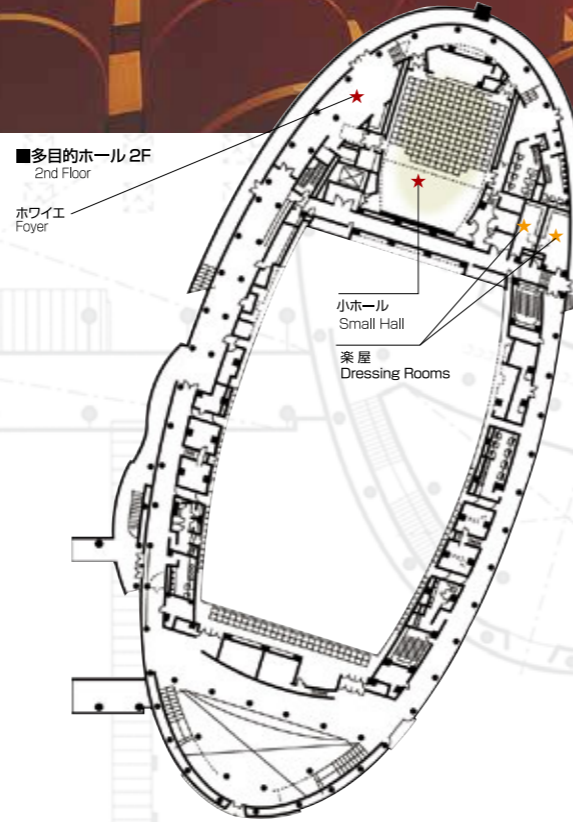 ■多目的ホール 2F
2nd Floor
ホワイエ
Foyer
小ホール
Small Hall
楽屋
Dressing Rooms